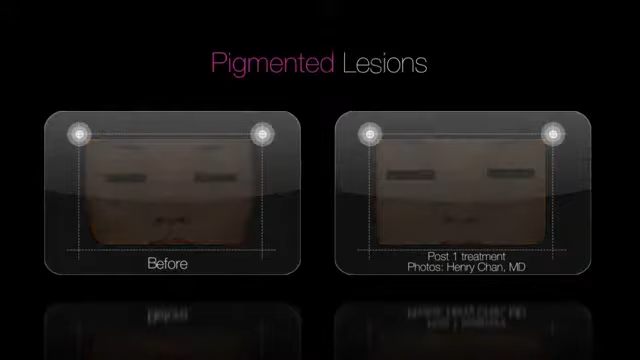 Pigmented Lesions
Before
Post 1 treatment
Photos: Henry Chan, MD